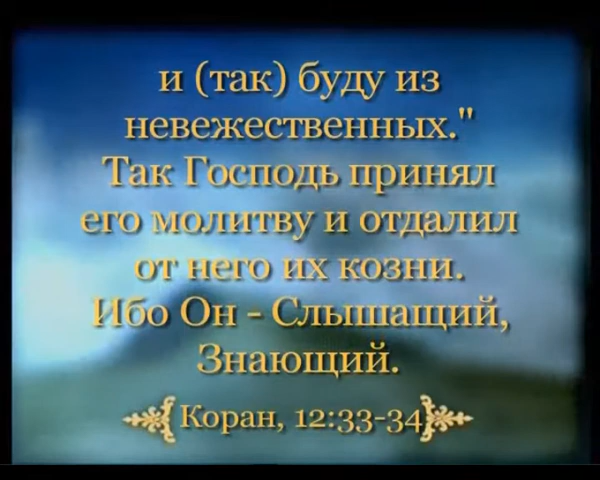 и (так) буду из
невежественных."
Так Господь принял
его молитву и отдалил
от него их козни.
Ибо Он - Слышащий,
Знающий.
Коран, 12:33-34